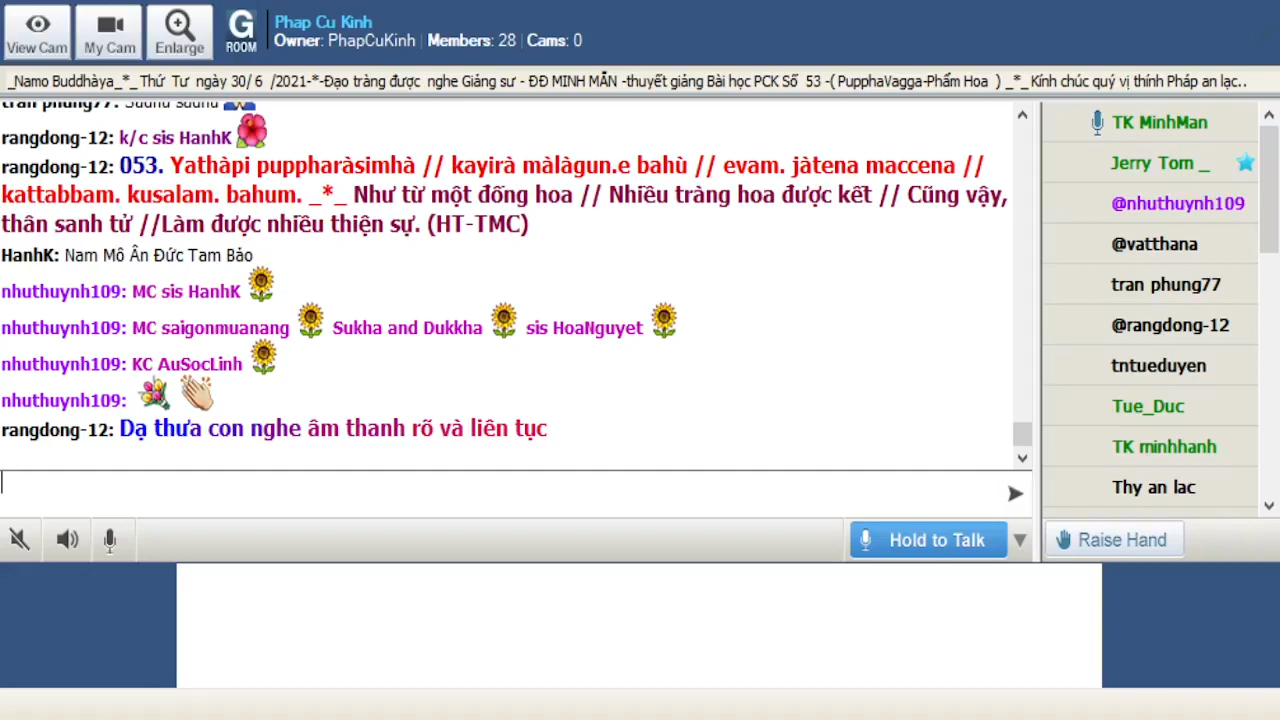 View Cam
My Cam
Enlarge
G
ROOM
Phap Cu Kinh
Owner: PhapCuKinh | Members: 28 | Cams: 0
_Namo Buddhàya_*_Thứ Tư ngày 30/ 6 /2021-*-Đạo tràng được nghe Giảng sư - ĐĐ MINH MẪN -thuyết giảng Bài học PCK Số 53 -( PupphaVagga-Phẩm Hoa ) _*_ Kính chúc quý vị thính Pháp an lạc..
tran phung77: Sadhu sadhu
rangdong-12: k/c sis HanhK
rangdong-12: 053. Yathàpi puppharàsimhà // kayirà màlàgun.e bahù // evam. jàtena maccena //
kattabbam. kusalam. bahum. _*_ Như từ một đống hoa // Nhiều tràng hoa được kết // Cũng vậy,
thân sanh tử //Làm được nhiều thiện sự. (HT-TMC)
HanhK: Nam Mô Ân Đức Tam Bảo
nhuthuynh109: MC sis HanhK
nhuthuynh109: MC saigonmuanang Sukha and Dukkha sis HoaNguyet
nhuthuynh109: KC AuSocLinh
nhuthuynh109:
rangdong-12: Dạ thưa con nghe âm thanh rõ và liên tục
TK MinhMan
Jerry Tom _
@nhuthuynh109
@vatthana
tran phung77
@rangdong-12
tntueduyen
Tue_Duc
TK minhhanh
Thy an lac
Hold to Talk
Raise Hand